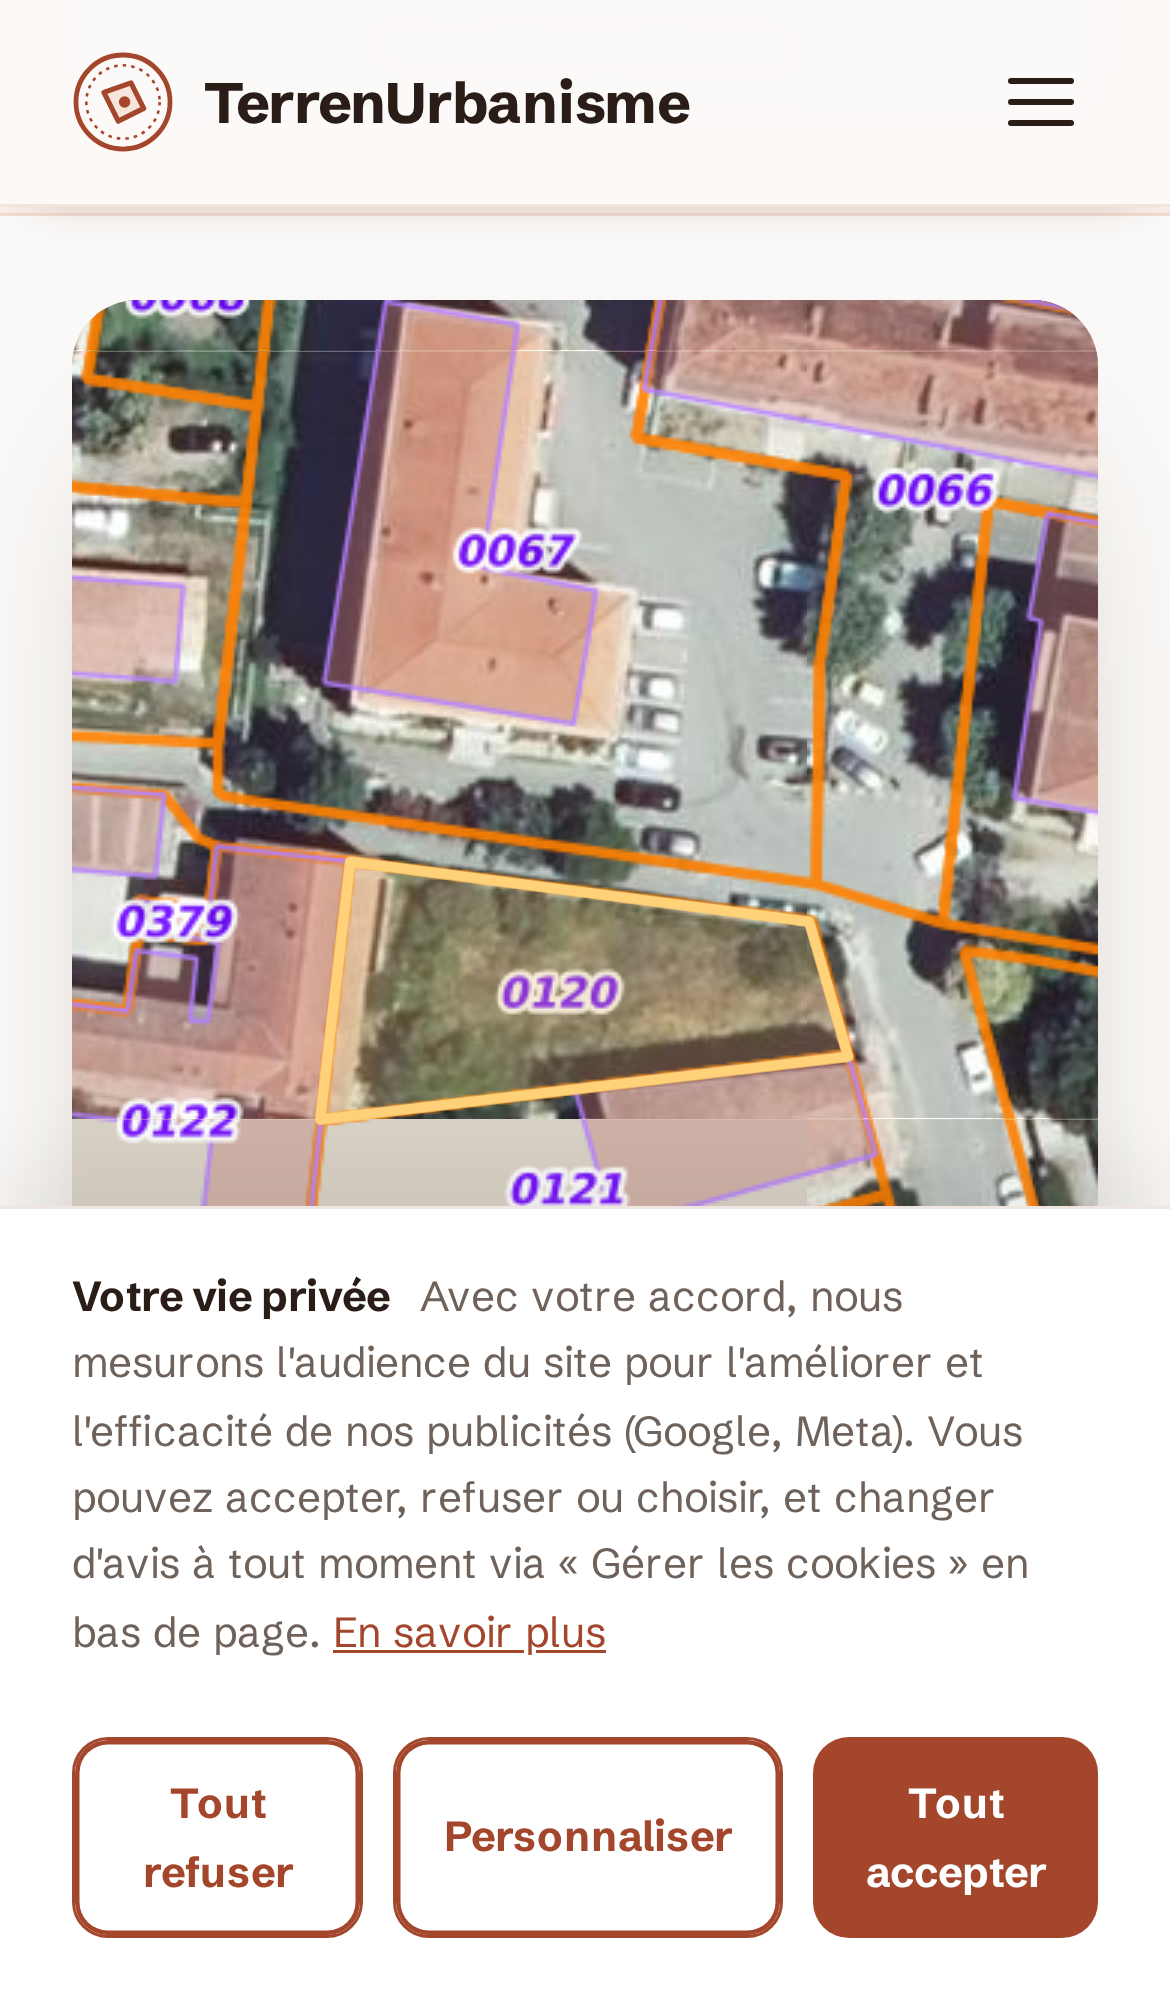 TerrenUrbanisme
0068
0066
0067
0379
0120
0122
0121
Votre vie privée Avec votre accord, nous
mesurons l'audience du site pour l'améliorer et
l'efficacité de nos publicités (Google, Meta). Vous
pouvez accepter, refuser ou choisir, et changer
d'avis à tout moment via « Gérer les cookies » en
bas de page. En savoir plus
Tout
refuser
Personnaliser
Tout
accepter